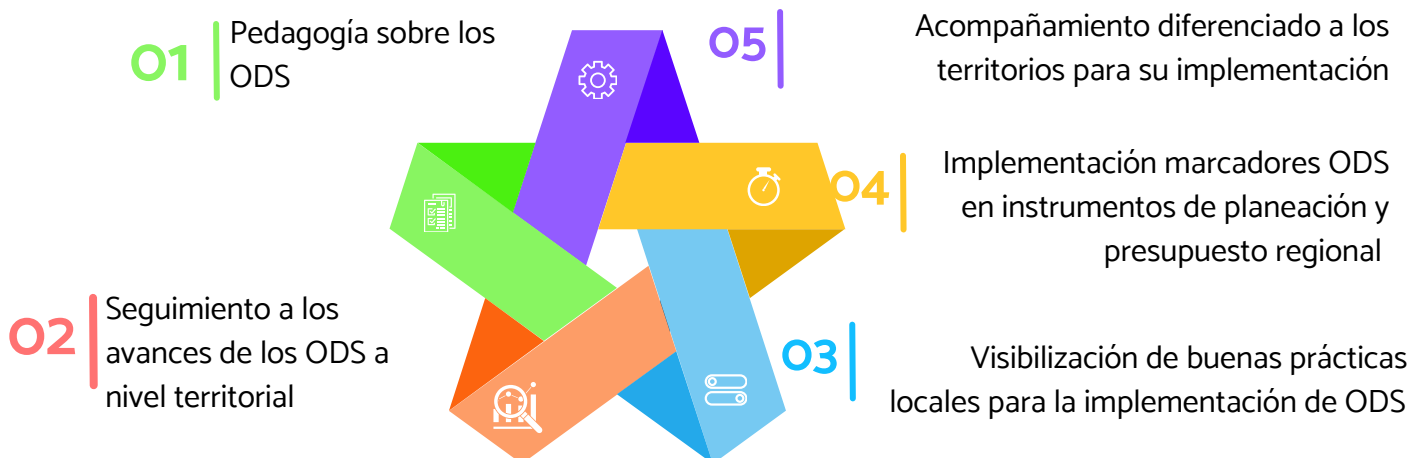 01
Pedagogía sobre los
ODS
02
Seguimiento a los
avances de los ODS a
nivel territorial
03
Visibilización de buenas prácticas
locales para la implementación de ODS
04
Implementación marcadores ODS
en instrumentos de planeación y
presupuesto regional
05
Acompañamiento diferenciado a los
territorios para su implementación